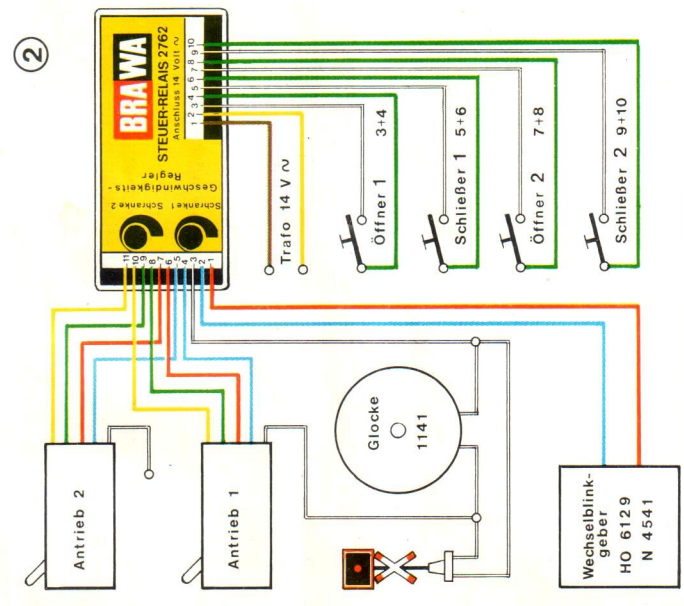 2
BRAWA
STEUER-RELAIS 2762
Anschluss 14 Volt ~
1 2 3 4 5 6 7 8 9 10
Geschwindigkeits-
Regler
Schranke 1 Schranke 2
11
10
9
8
7
6
5
4
3
2
1
Trafo 14 V ~
Öffner 1 3+4
Schließer 1 5+6
Öffner 2 7+8
Schließer 2 9+10
Antrieb 2
Antrieb 1
Glocke
1141
Wechselblink-
geber
HO 6129
N 4541